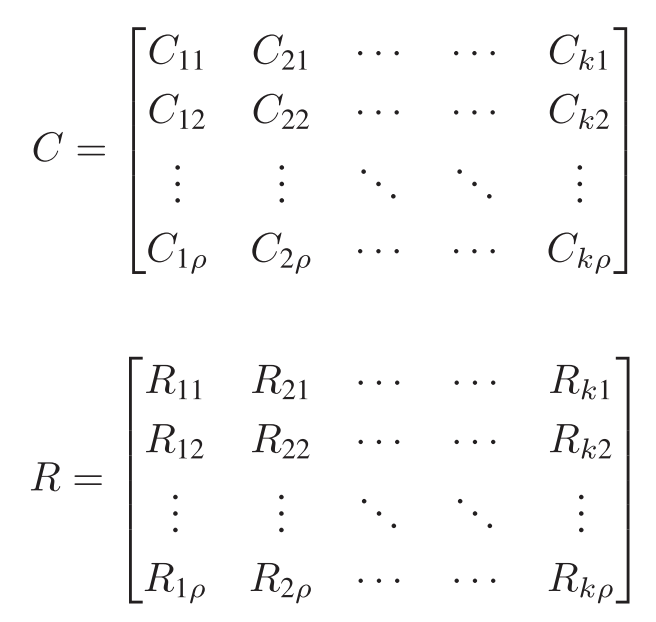 C = [ C₁₁ C₂₁ ⋯ ⋯ Cₖ₁
C₁₂ C₂₂ ⋯ ⋯ Cₖ₂
⋮ ⋮ ⋱ ⋱ ⋮
C₁ᵨ C₂ᵨ ⋯ ⋯ Cₖᵨ ]
R = [ R₁₁ R₂₁ ⋯ ⋯ Rₖ₁
R₁₂ R₂₂ ⋯ ⋯ Rₖ₂
⋮ ⋮ ⋱ ⋱ ⋮
R₁ᵨ R₂ᵨ ⋯ ⋯ Rₖᵨ ]